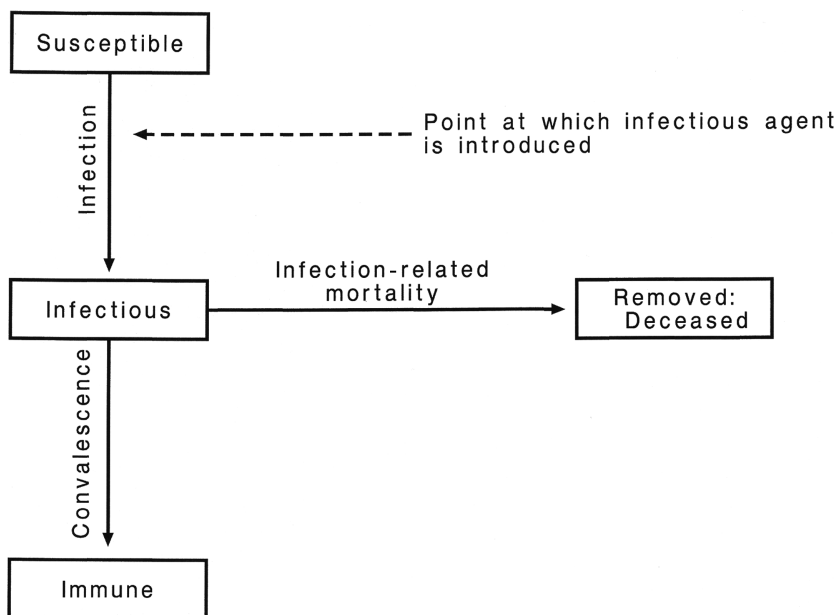 Susceptible
Infection
Point at which infectious agent
is introduced
Infection-related
mortality
Infectious
Removed:
Deceased
Convalescence
Immune